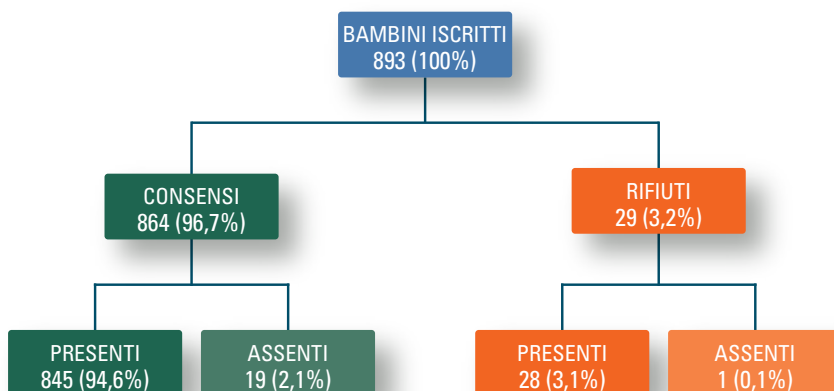 BAMBINI ISCRITTI
893 (100%)
CONSENSI
864 (96,7%)
RIFIUTI
29 (3,2%)
PRESENTI
845 (94,6%)
ASSENTI
19 (2,1%)
PRESENTI
28 (3,1%)
ASSENTI
1 (0,1%)